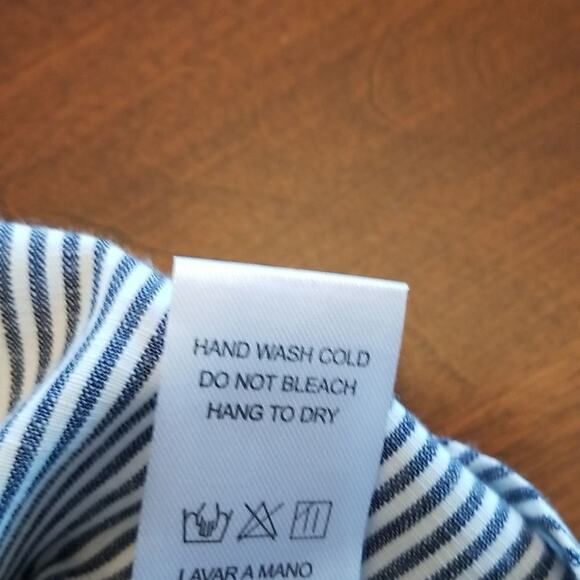 HAND WASH COLD
DO NOT BLEACH
HANG TO DRY
LAVAR A MANO